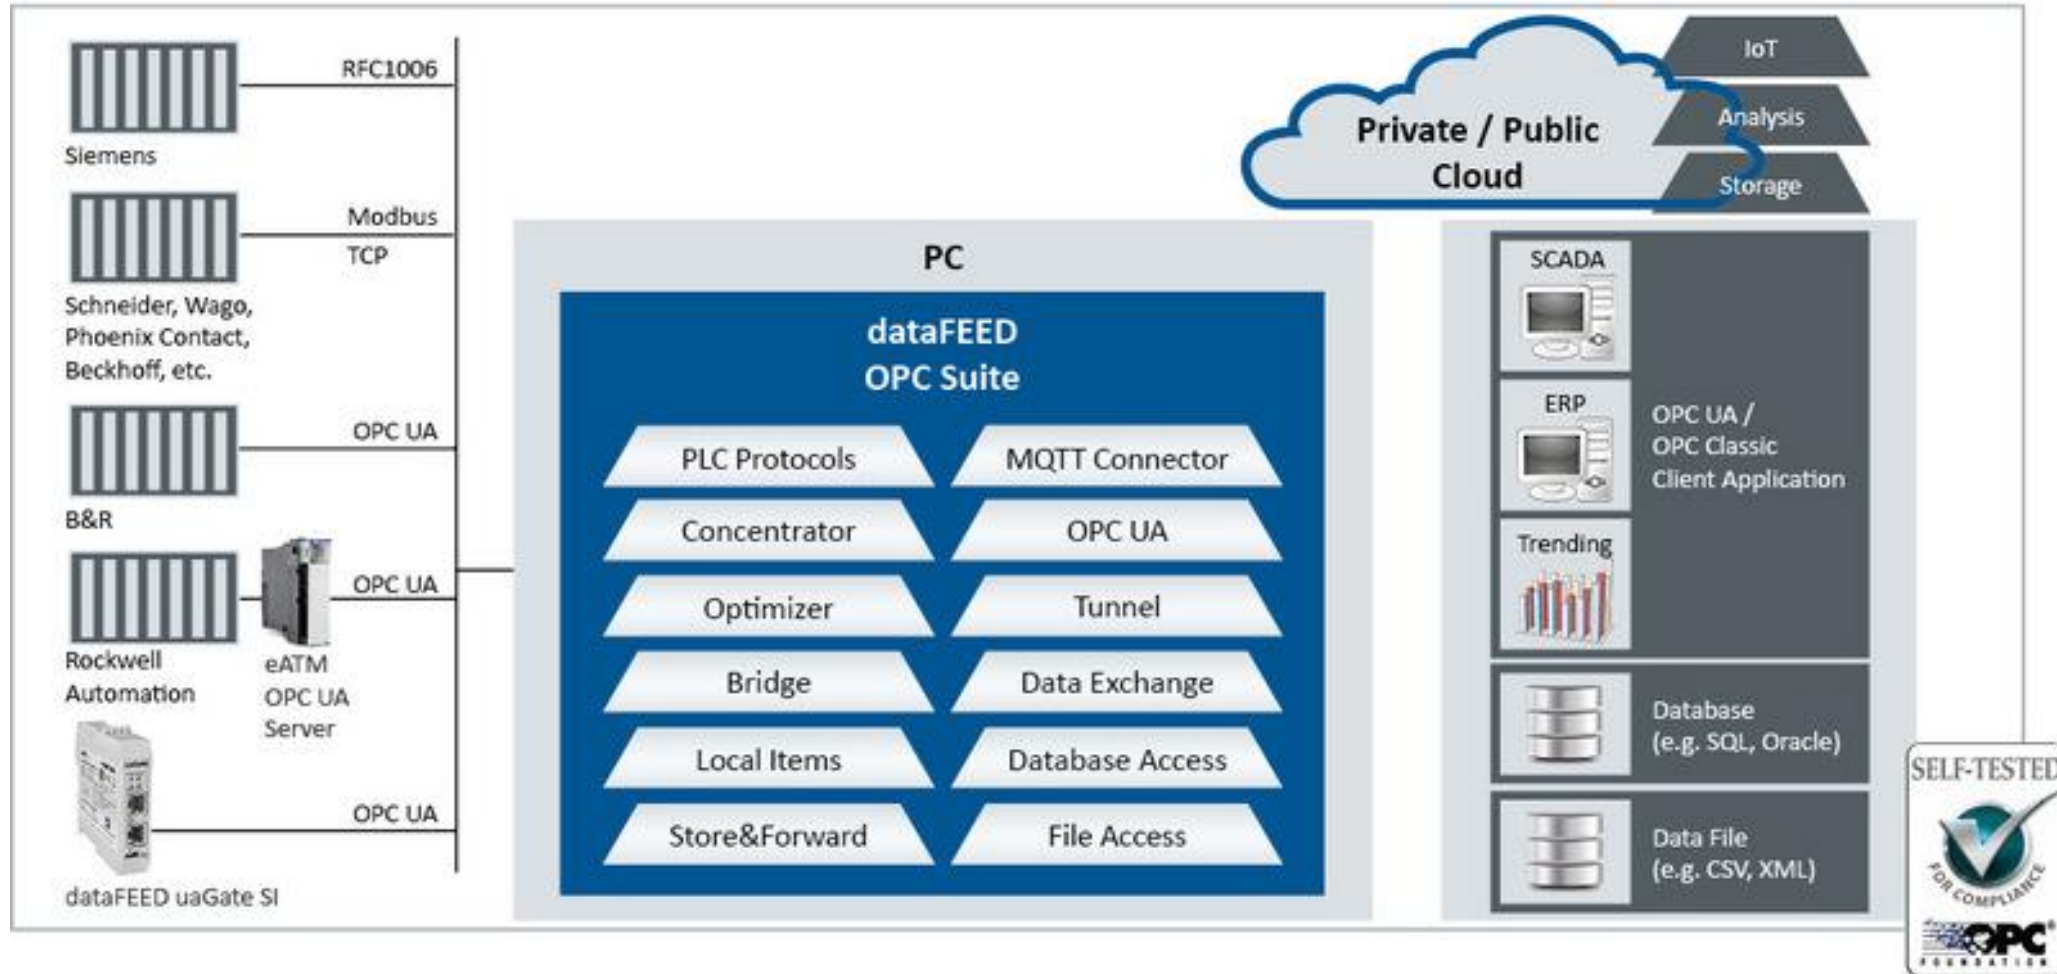 RFC1006
Siemens
Modbus
TCP
Schneider, Wago,
Phoenix Contact,
Beckhoff, etc.
OPC UA
B&R
OPC UA
Rockwell
Automation
eATM
OPC UA
Server
OPC UA
dataFEED uaGate SI
PC
dataFEED
OPC Suite
PLC Protocols
MQTT Connector
Concentrator
OPC UA
Optimizer
Tunnel
Bridge
Data Exchange
Local Items
Database Access
Store&Forward
File Access
Private / Public
Cloud
IoT
Analysis
Storage
SCADA
ERP
Trending
OPC UA /
OPC Classic
Client Application
Database
(e.g. SQL, Oracle)
Data File
(e.g. CSV, XML)
SELF-TESTED
FOR COMPLIANCE
OPC
FOUNDATION